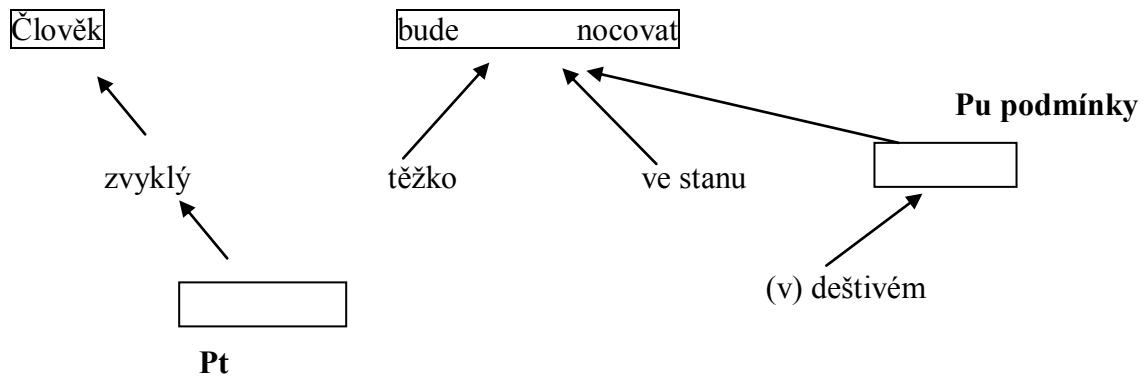 Člověk bude nocovat
Pu podmínky
zvyklý těžko ve stanu
(v) deštivém
Pt